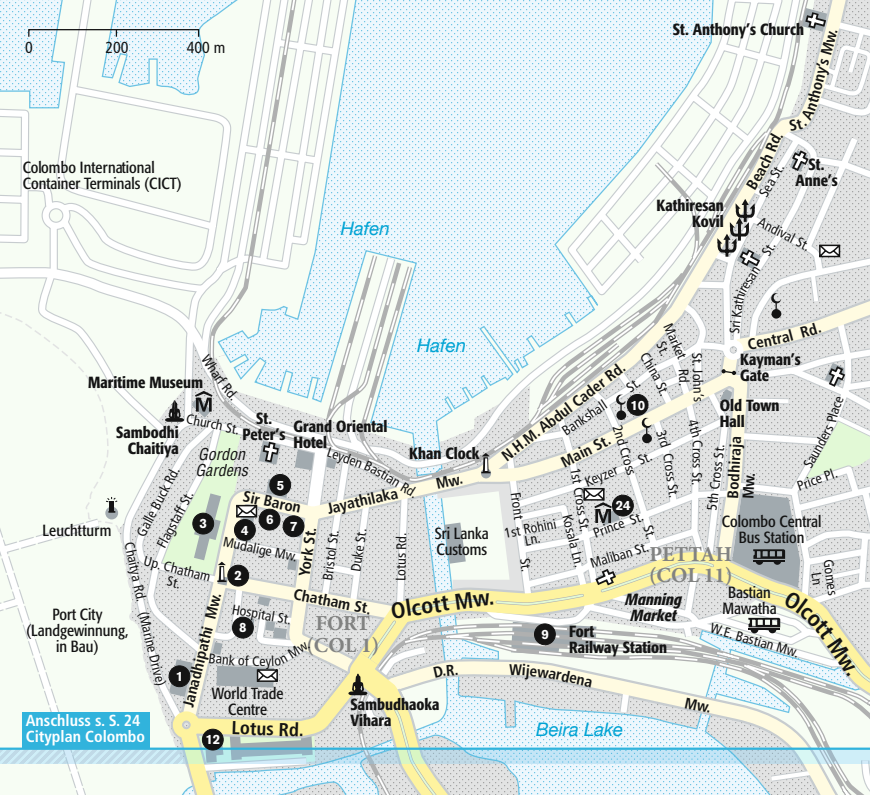 St. Anthony's Church
0 200 400 m
St. Anthony's Mw.
Beach Rd.
Sea St.
St.
Anne's
Colombo International
Container Terminals (CICT)
Kathiresan
Kovil
Andival St.
Hafen
Sri Kathiresan St.
Hafen
Central Rd.
Kayman's
Gate
Market Rd
St.
China St.
St. John's
Wharf Rd.
Maritime Museum
N.H.M. Abdul Cader Rd.
Bankshall St.
10
Old Town
Hall
Saunders Place
Church St.
St.
Peter's
Grand Oriental
Hotel
Sambodhi
Chaitiya
Gordon
Gardens
Khan Clock
Main St.
2nd Cross St.
3rd Cross St.
4th Cross St.
5th Cross St.
Bodhiraja Mw.
Leyden Bastian Rd
Keyzer St.
1st Cross St.
Price Pl.
Galle Buck Rd.
Flagstaff St.
5
Sir Baron
Jayathilaka Mw.
Front St.
24
Prince St.
Leuchtturm
3
4
6
7
1st Rohini
Ln.
Kosala Ln.
Colombo Central
Bus Station
Sri Lanka
Customs
Mudalige Mw.
York St.
Bristol St.
Duke St.
Lotus Rd.
Maliban St.
PETTAH
(COL 11)
Gomes Ln
Up. Chatham
St.
2
Chatham St.
Olcott Mw.
Manning
Market
Bastian
Mawatha
Olcott Mw.
Chaitya Rd. (Marine Drive)
Janadhipathi Mw.
Port City
(Landgewinnung,
in Bau)
Hospital St.
8
FORT
(COL 1)
9
Fort
Railway Station
W.E. Bastian Mw.
Bank of Ceylon Mw.
1
World Trade
Centre
D.R. Wijewardena Mw.
Sambudhaoka
Vihara
Anschluss s. S. 24
Cityplan Colombo
12
Lotus Rd.
Beira Lake